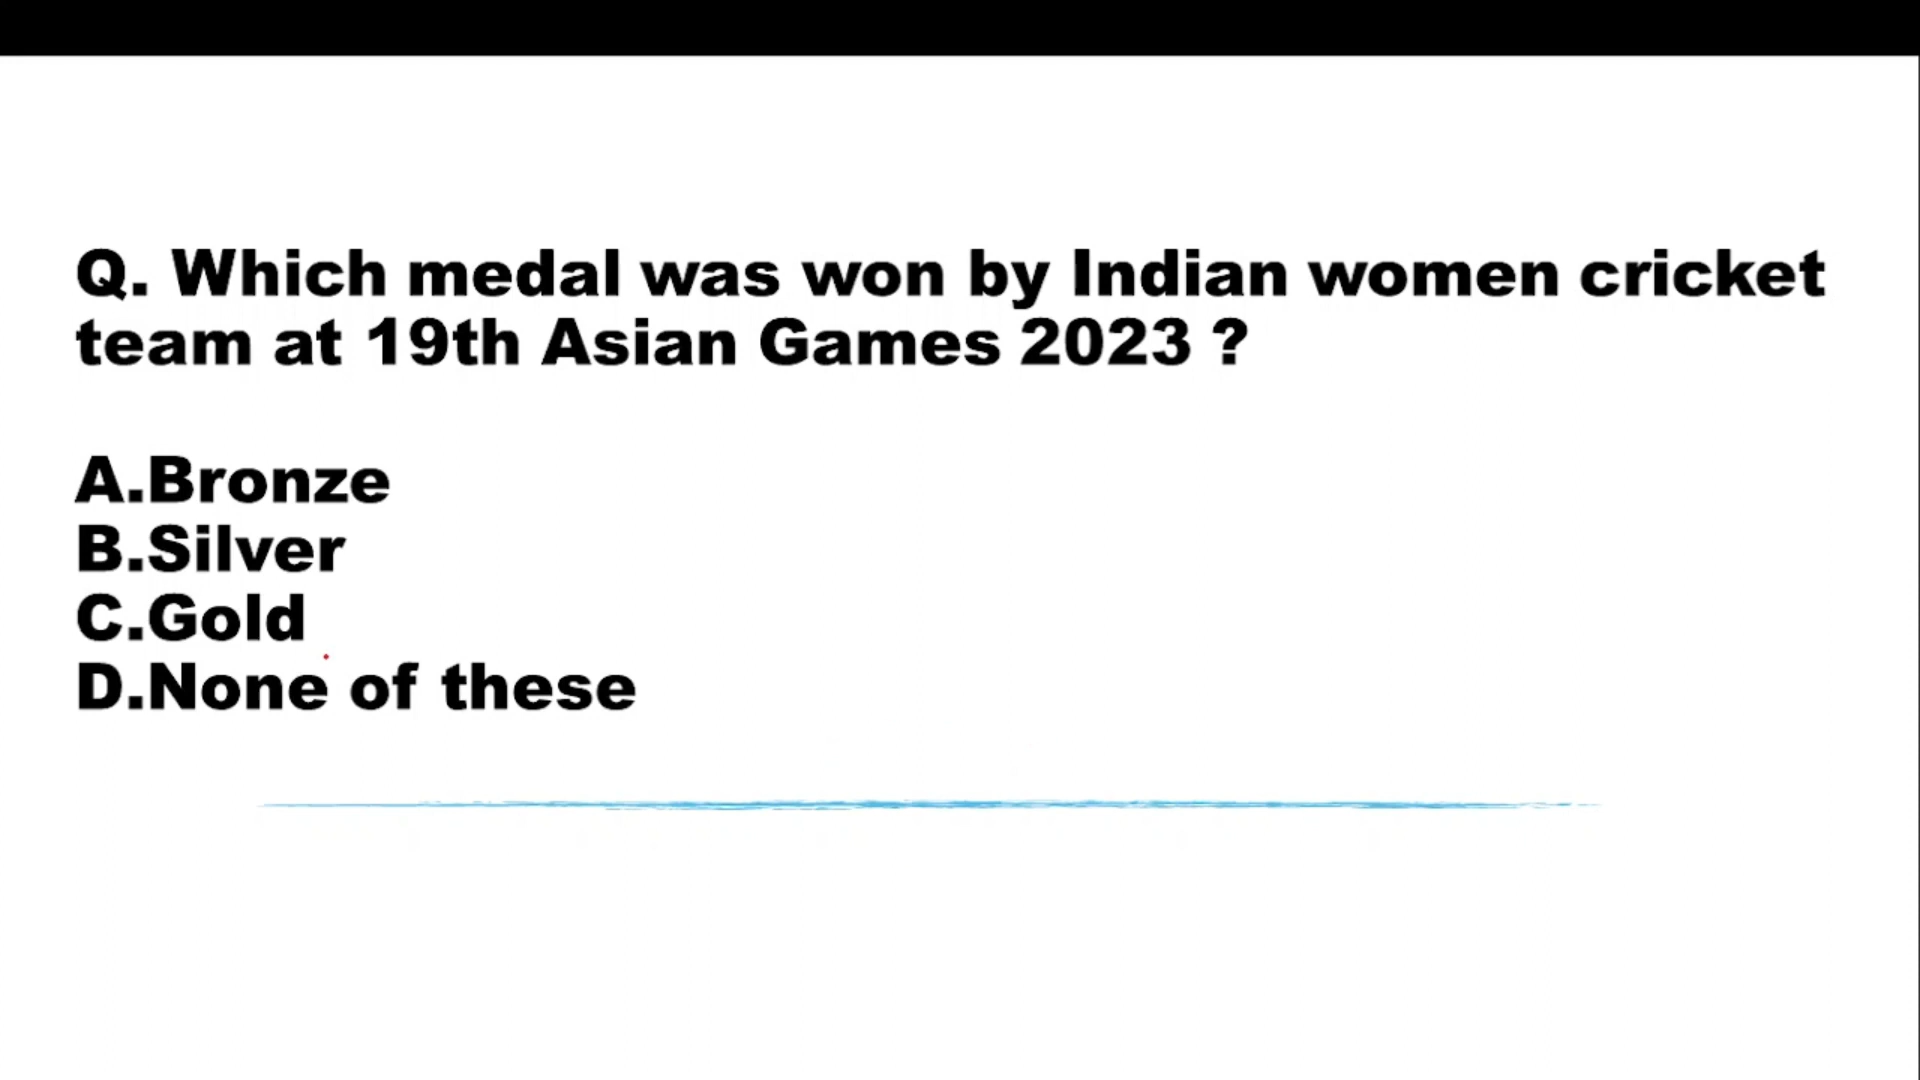 Q. Which medal was won by Indian women cricket
team at 19th Asian Games 2023 ?
A.Bronze
B.Silver
C.Gold
D.None of these